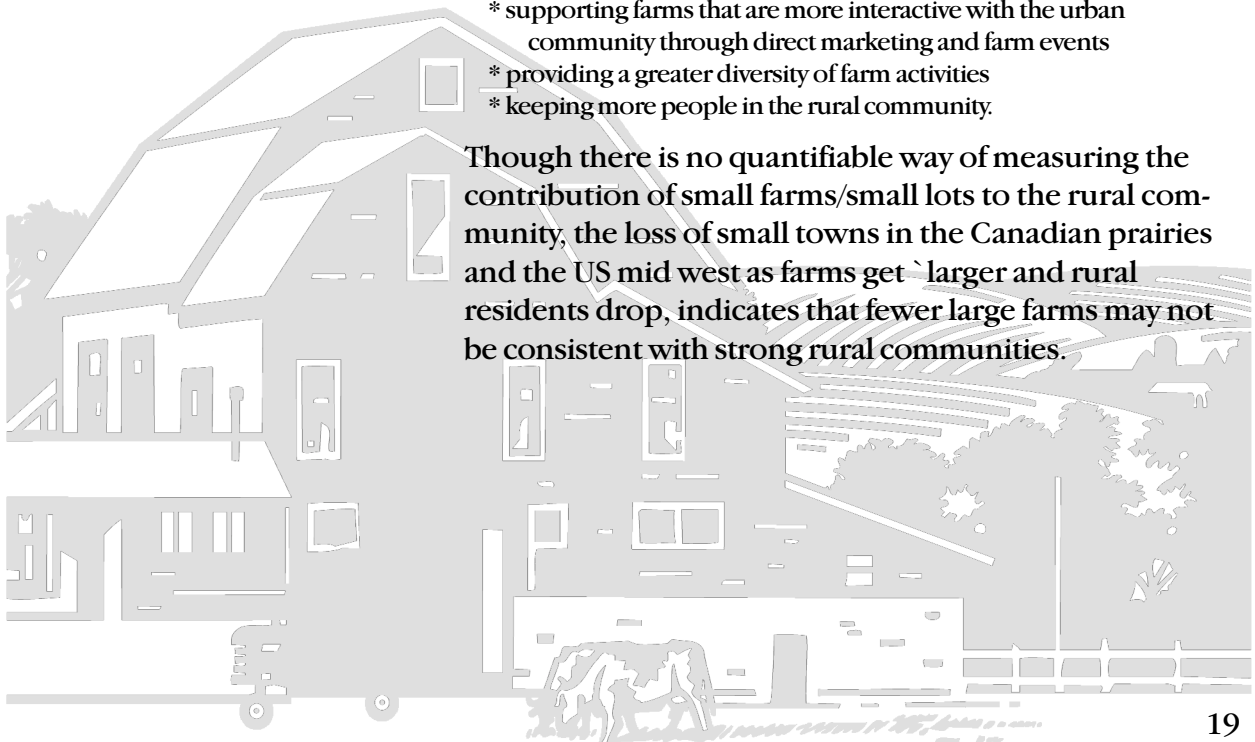 * supporting farms that are more interactive with the urban
community through direct marketing and farm events
* providing a greater diversity of farm activities
* keeping more people in the rural community.
Though there is no quantifiable way of measuring the
contribution of small farms/small lots to the rural com-
munity, the loss of small towns in the Canadian prairies
and the US mid west as farms get `larger and rural
residents drop, indicates that fewer large farms may not
be consistent with strong rural communities.
19